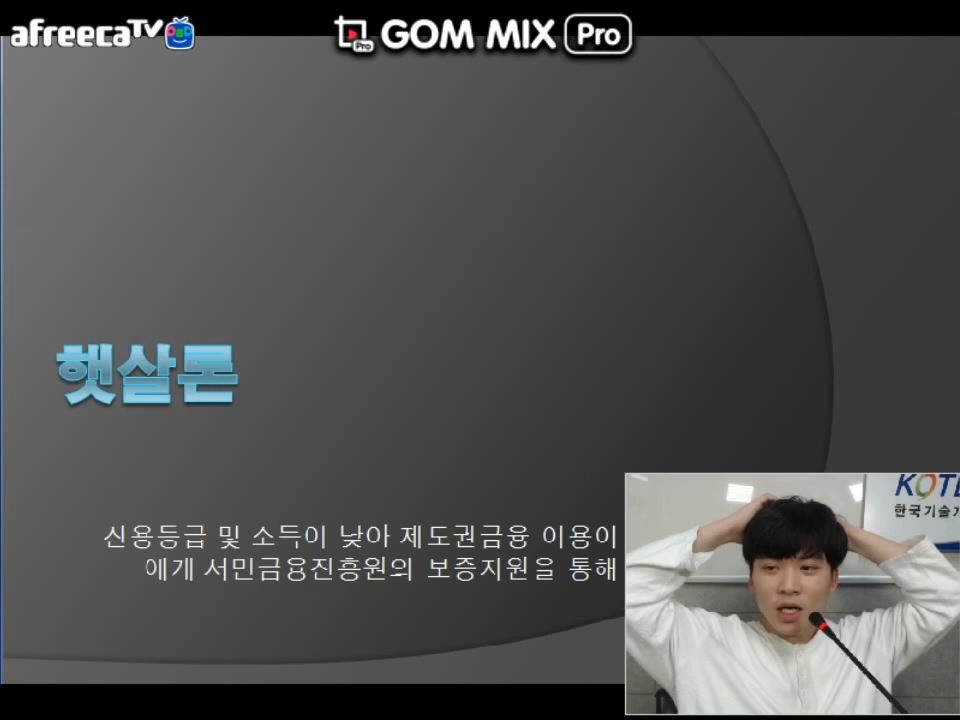 afreecaTV
GOM MIX Pro
햇살론
신용등급 및 소득이 낮아 제도권금융 이용이
에게 서민금융진흥원의 보증지원을 통해
한국기술